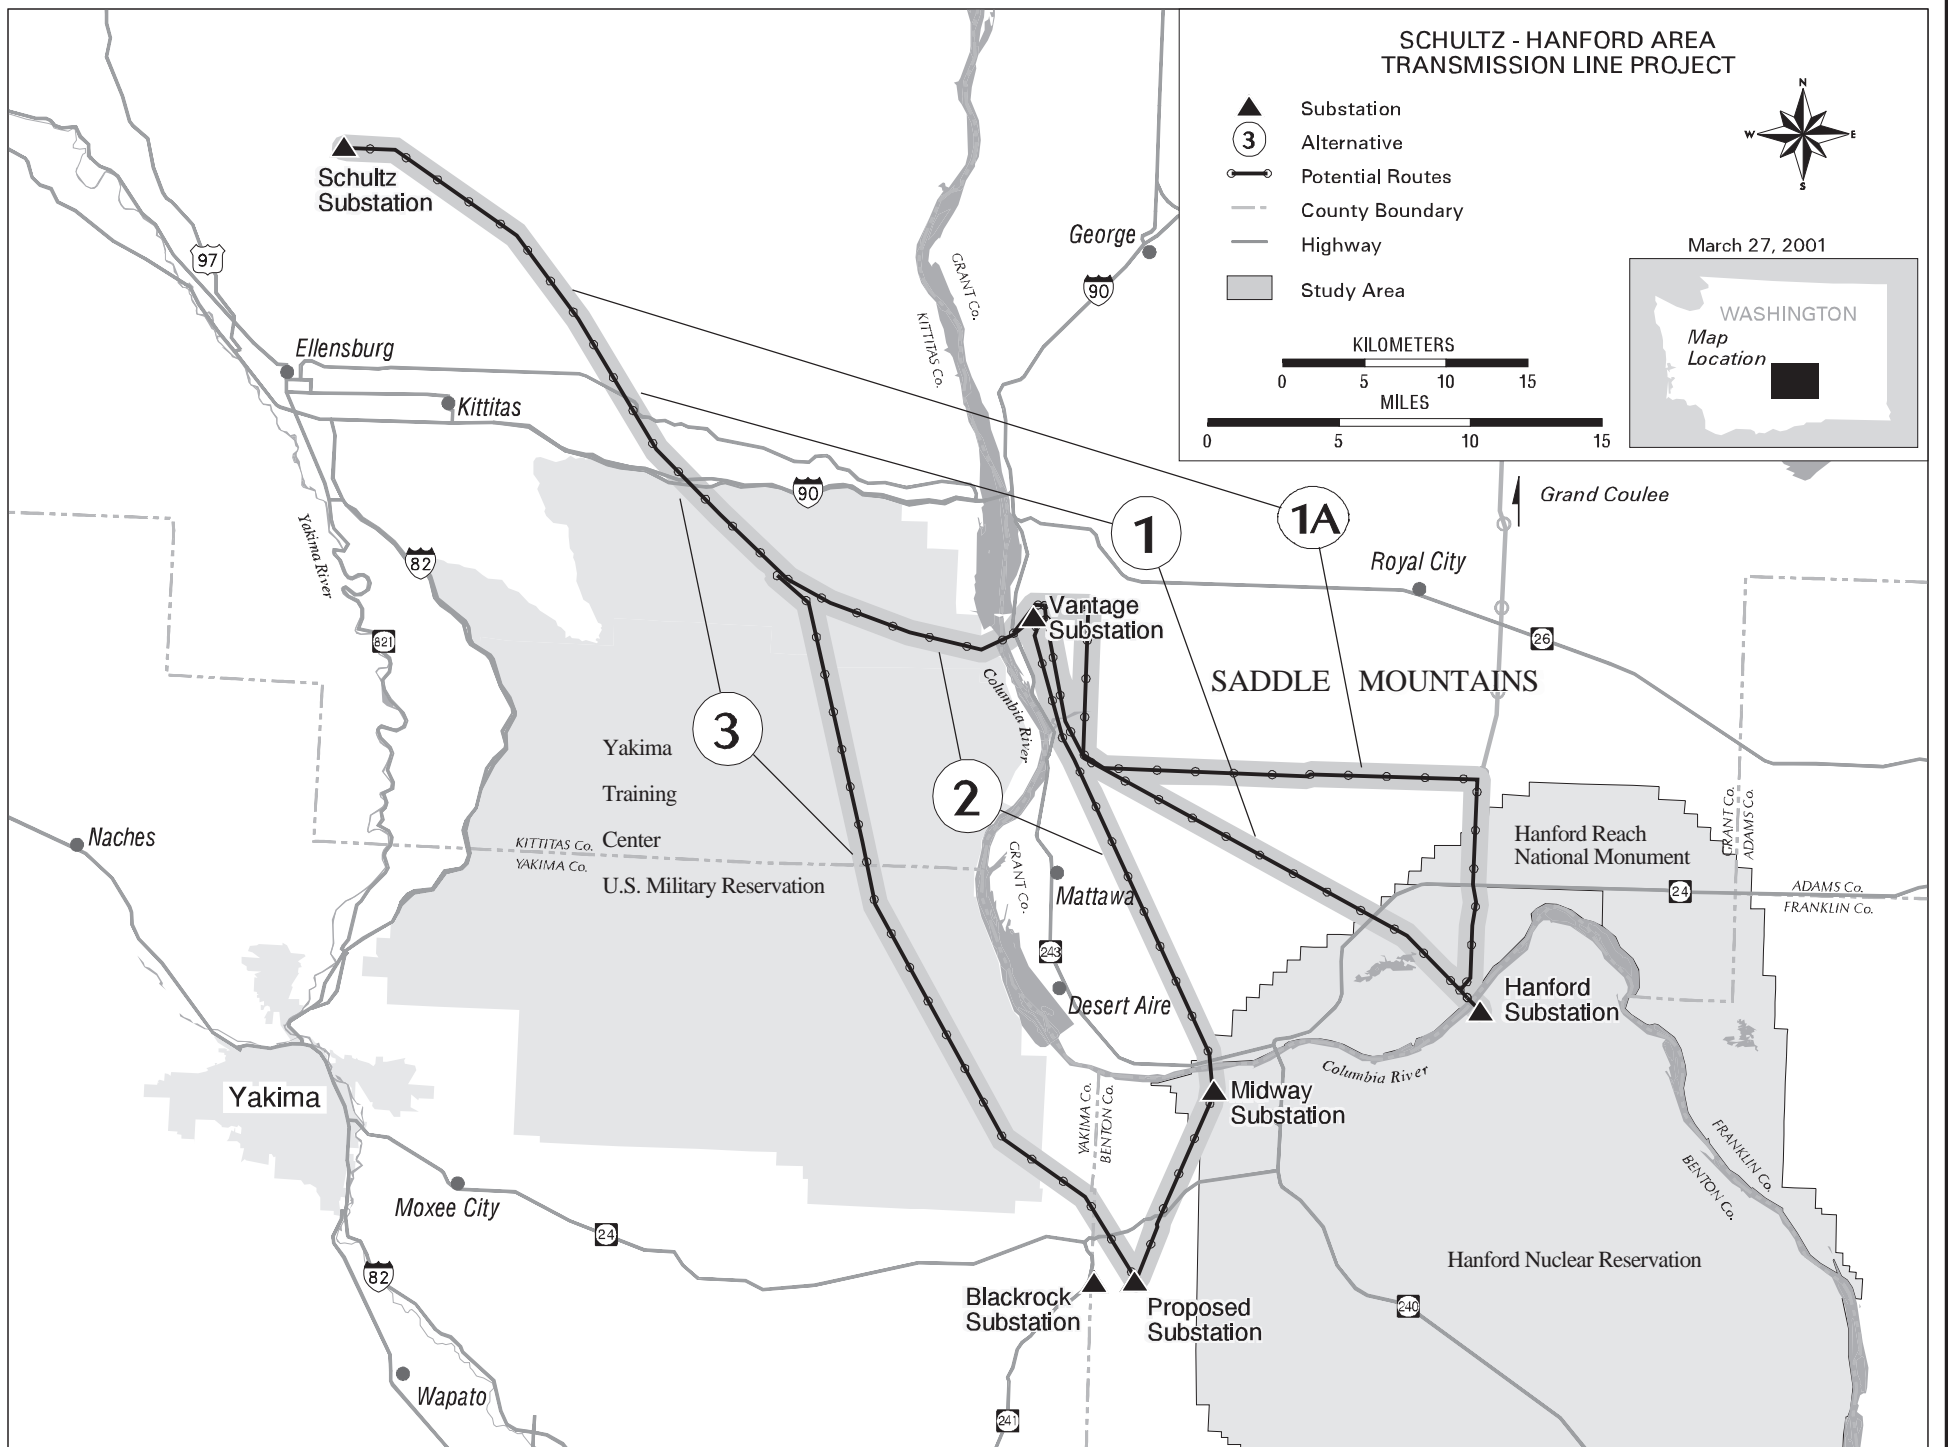 SCHULTZ - HANFORD AREA
TRANSMISSION LINE PROJECT
Substation
3 Alternative
Potential Routes
County Boundary
Highway
Study Area
N
W E
S
March 27, 2001
WASHINGTON
Map
Location
KILOMETERS
0 5 10 15
MILES
0 5 10 15
Schultz
Substation
97
George
90
GRANT Co.
KITTITAS Co.
Ellensburg
Kittitas
90
Grand Coulee
1
1A
Yakima River
82
Royal City
Vantage
Substation
26
821
SADDLE MOUNTAINS
Columbia River
3
2
Yakima
Training
Center
U.S. Military Reservation
KITTITAS Co.
YAKIMA Co.
Naches
GRANT Co.
ADAMS Co.
Hanford Reach
National Monument
GRANT Co.
Mattawa
24
ADAMS Co.
FRANKLIN Co.
243
Desert Aire
Hanford
Substation
Columbia River
Yakima
Midway
Substation
YAKIMA Co.
BENTON Co.
FRANKLIN Co.
BENTON Co.
Moxee City
24
82
Hanford Nuclear Reservation
Blackrock
Substation
Proposed
Substation
240
Wapato
241